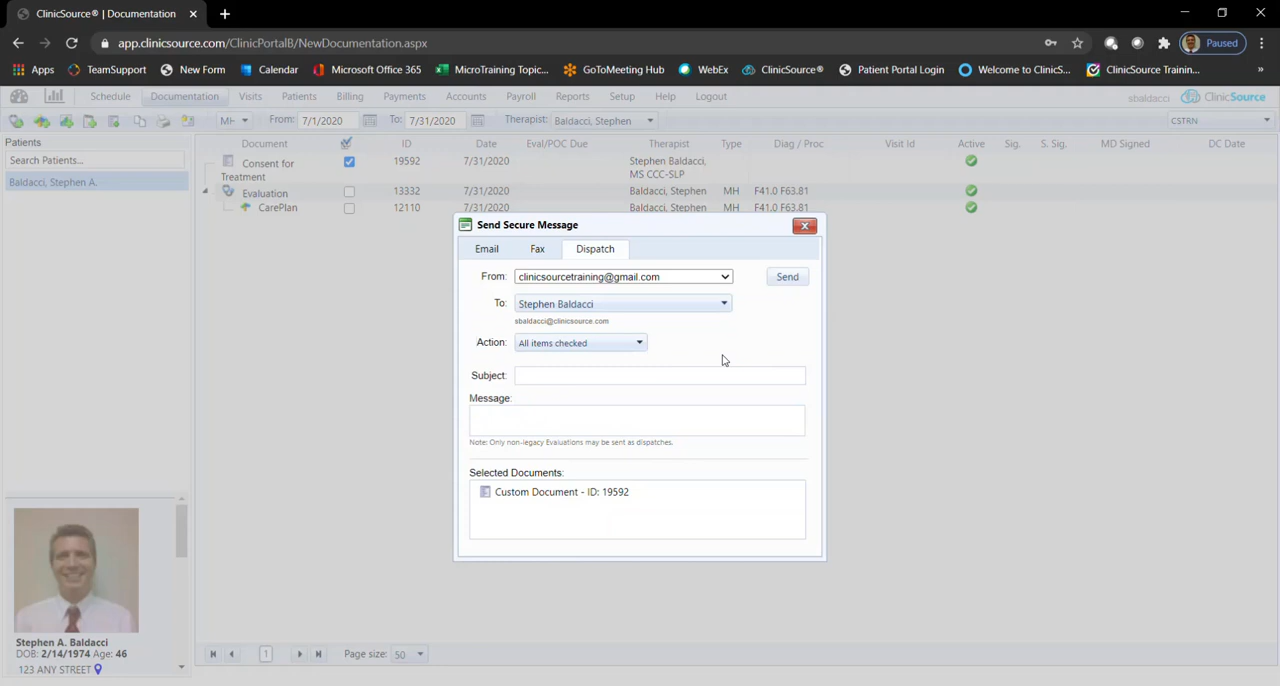 ClinicSource® | Documentation
app.clinicsource.com/ClinicPortalB/NewDocumentation.aspx
Paused
Apps TeamSupport New Form Calendar Microsoft Office 365 MicroTraining Topic... GoToMeeting Hub WebEx ClinicSource® Patient Portal Login Welcome to ClinicS... ClinicSource Trainin... »
Schedule Documentation Visits Patients Billing Payments Accounts Payroll Reports Setup Help Logout sbaldacci ClinicSource
MH From: 7/1/2020 To: 7/31/2020 Therapist: Baldacci, Stephen CSTRN
Patients
Search Patients...
Baldacci, Stephen A.
Document ID Date Eval/POC Due Therapist Type Diag / Proc Visit Id Active Sig. S. Sig. MD Signed DC Date
Consent for Treatment 19592 7/31/2020 Stephen Baldacci, MS CCC-SLP
Evaluation 13332 7/31/2020 Baldacci, Stephen MH F41.0 F63.81
CarePlan 12110 7/31/2020 Baldacci, Stephen MH F41.0 F63.81
Send Secure Message
X
Email Fax Dispatch
From: clinicsourcetraining@gmail.com Send
To: Stephen Baldacci
sbaldacci@clinicsource.com
Action: All items checked
Subject:
Message:
Note: Only non-legacy Evaluations may be sent as dispatches.
Selected Documents:
Custom Document - ID: 19592
Stephen A. Baldacci
DOB: 2/14/1974 Age: 46
123 ANY STREET
1 Page size: 50